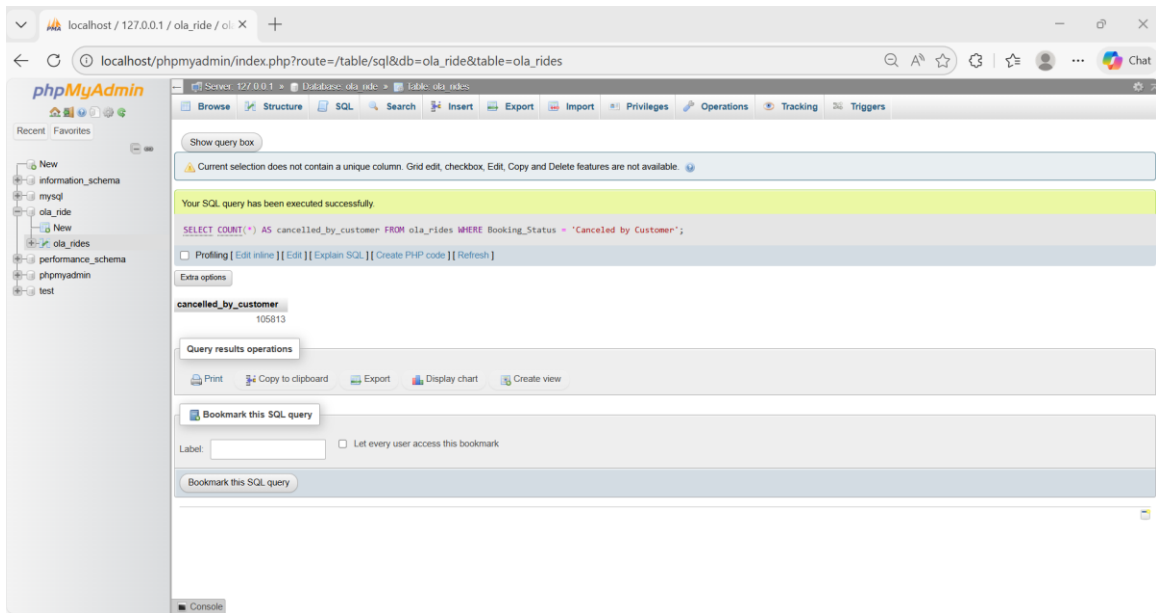 localhost / 127.0.0.1 / ola_ride / ol
localhost/phpmyadmin/index.php?route=/table/sql&db=ola_ride&table=ola_rides
Chat
phpMyAdmin
Recent Favorites
New
information_schema
mysql
ola_ride
New
ola_rides
performance_schema
phpmyadmin
test
Server: 127.0.0.1 » Database: ola_ride » Table: ola_rides
Browse Structure SQL Search Insert Export Import Privileges Operations Tracking Triggers
Show query box
Current selection does not contain a unique column. Grid edit, checkbox, Edit, Copy and Delete features are not available.
Your SQL query has been executed successfully.
SELECT COUNT(*) AS cancelled_by_customer FROM ola_rides WHERE Booking_Status = 'Canceled by Customer';
Profiling [ Edit inline ] [ Edit ] [ Explain SQL ] [ Create PHP code ] [ Refresh ]
Extra options
cancelled_by_customer
105813
Query results operations
Print Copy to clipboard Export Display chart Create view
Bookmark this SQL query
Label: Let every user access this bookmark
Bookmark this SQL query
Console